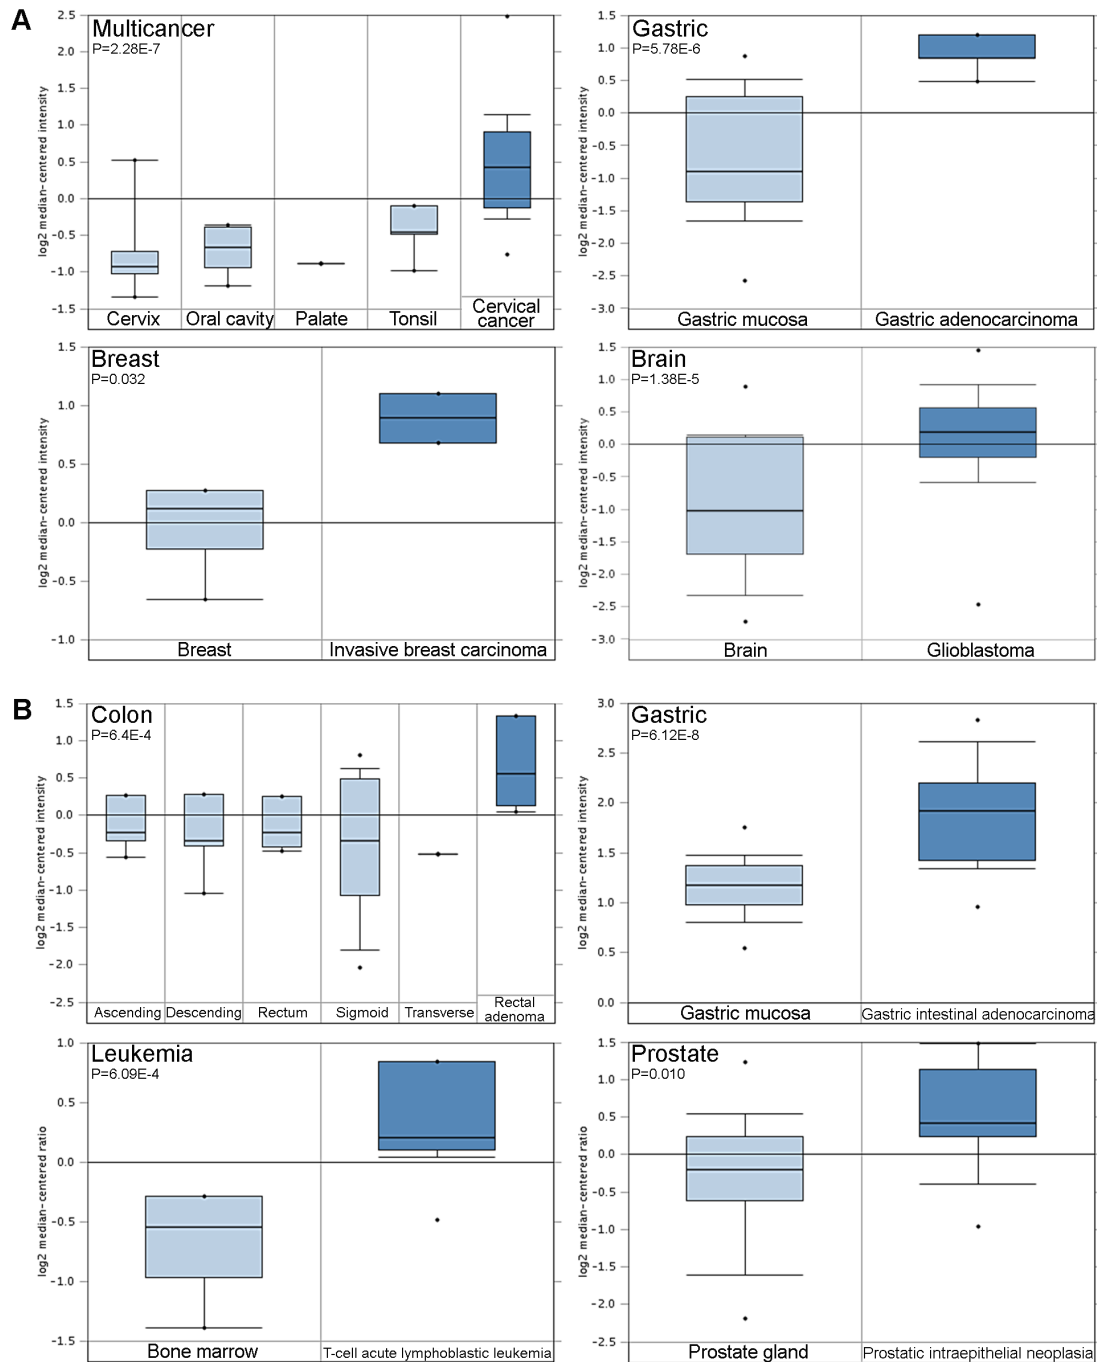 A
Multicancer
P=2.28E-7
log2 median-centered intensity
2.5
2.0
1.5
1.0
0.5
0.0
-0.5
-1.0
-1.5
Cervix
Oral cavity
Palate
Tonsil
Cervical
cancer
Gastric
P=5.78E-6
log2 median-centered intensity
1.5
1.0
0.5
0.0
-0.5
-1.0
-1.5
-2.0
-2.5
-3.0
Gastric mucosa
Gastric adenocarcinoma
Breast
P=0.032
log2 median-centered intensity
1.5
1.0
0.5
0.0
-0.5
-1.0
Breast
Invasive breast carcinoma
Brain
P=1.38E-5
log2 median-centered intensity
1.5
1.0
0.5
0.0
-0.5
-1.0
-1.5
-2.0
-2.5
-3.0
Brain
Glioblastoma
B
Colon
P=6.4E-4
log2 median-centered intensity
1.5
1.0
0.5
0.0
-0.5
-1.0
-1.5
-2.0
-2.5
Ascending
Descending
Rectum
Sigmoid
Transverse
Rectal
adenoma
Gastric
P=6.12E-8
log2 median-centered intensity
3.0
2.5
2.0
1.5
1.0
0.5
0.0
Gastric mucosa
Gastric intestinal adenocarcinoma
Leukemia
P=6.09E-4
log2 median-centered ratio
1.0
0.5
0.0
-0.5
-1.0
-1.5
Bone marrow
T-cell acute lymphoblastic leukemia
Prostate
P=0.010
log2 median-centered ratio
1.5
1.0
0.5
0.0
-0.5
-1.0
-1.5
-2.0
-2.5
Prostate gland
Prostatic intraepithelial neoplasia